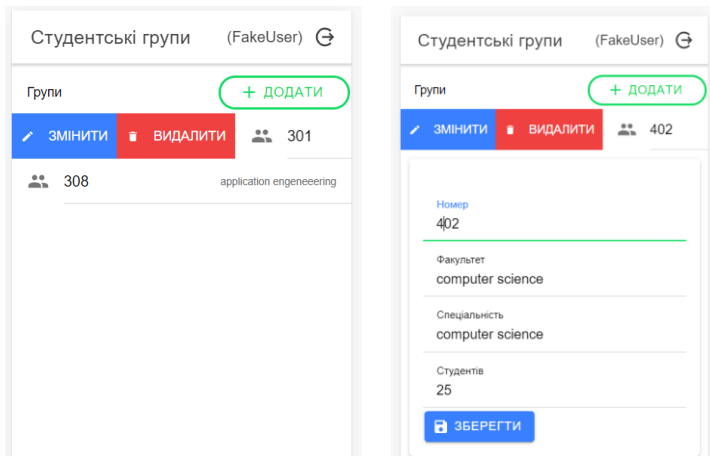 Студентські групи (FakeUser)
Групи + ДОДАТИ
ЗМІНИТИ ВИДАЛИТИ 301
308 application engeneeering
Студентські групи (FakeUser)
Групи + ДОДАТИ
ЗМІНИТИ ВИДАЛИТИ 402
Номер
402
Факультет
computer science
Спеціальність
computer science
Студентів
25
ЗБЕРЕГТИ